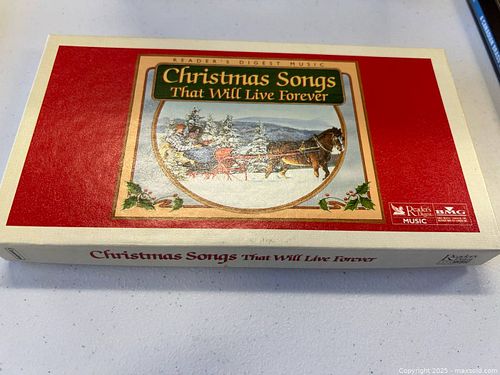 READER'S DIGEST MUSIC
Christmas Songs
That Will Live Forever
Reader's
Digest
MUSIC
BMG
Christmas Songs That Will Live Forever
Reader's
Copyright 2025 - maxsold.com